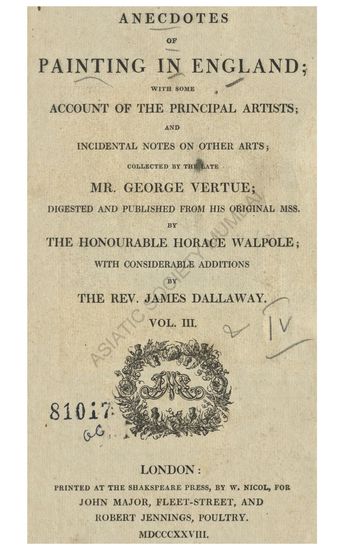 ANECDOTES
OF
PAINTING IN ENGLAND;
WITH SOME
ACCOUNT OF THE PRINCIPAL ARTISTS;
AND
INCIDENTAL NOTES ON OTHER ARTS;
COLLECTED BY THE LATE
MR. GEORGE VERTUE;
DIGESTED AND PUBLISHED FROM HIS ORIGINAL MSS.
BY
THE HONOURABLE HORACE WALPOLE;
WITH CONSIDERABLE ADDITIONS
BY
THE REV. JAMES DALLAWAY.
VOL. III.
IV
ASIATIC SOCIETY MUMBAI
81017
LONDON:
PRINTED AT THE SHAKSPEARE PRESS, BY W. NICOL, FOR
JOHN MAJOR, FLEET-STREET, AND
ROBERT JENNINGS, POULTRY.
MDCCCXXVIII.